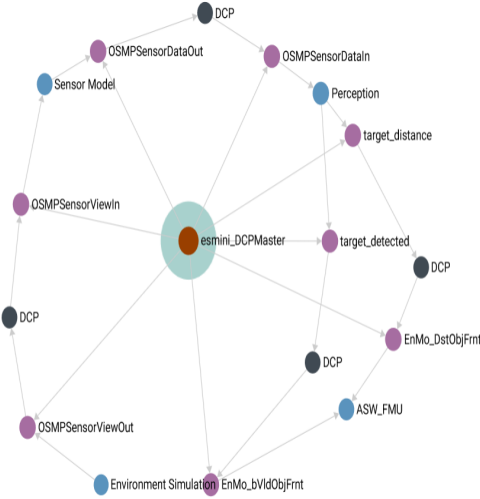 DCP
OSMPSensorDataOut
OSMPSensorDataIn
Sensor Model
Perception
target_distance
OSMPSensorViewIn
esmini_DCPMaster
target_detected
DCP
DCP
EnMo_DstObjFrnt
DCP
ASW_FMU
OSMPSensorViewOut
Environment Simulation
EnMo_bVldObjFrnt